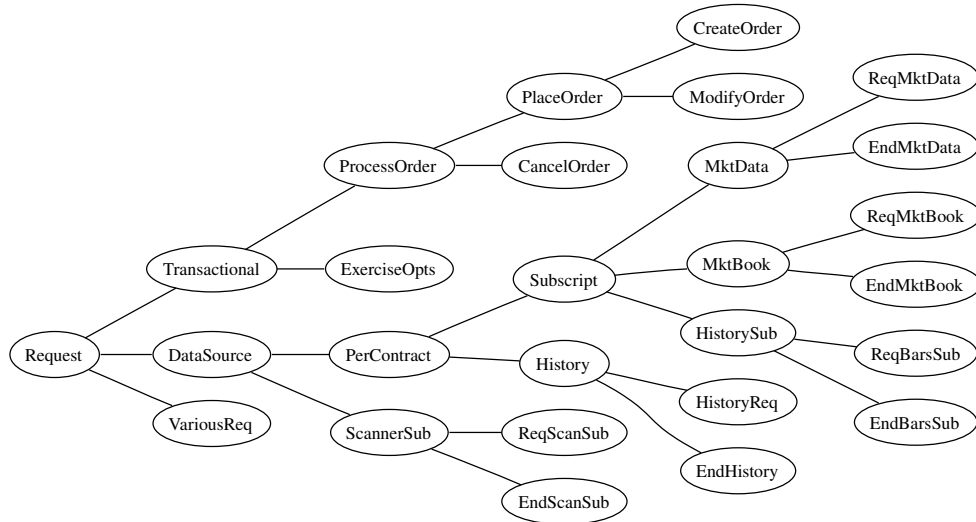 CreateOrder
ReqMktData
PlaceOrder
ModifyOrder
EndMktData
ProcessOrder
CancelOrder
MktData
ReqMktBook
Transactional
ExerciseOpts
Subscript
MktBook
EndMktBook
HistorySub
Request
DataSource
PerContract
History
ReqBarsSub
HistoryReq
VariousReq
ScannerSub
ReqScanSub
EndBarsSub
EndHistory
EndScanSub